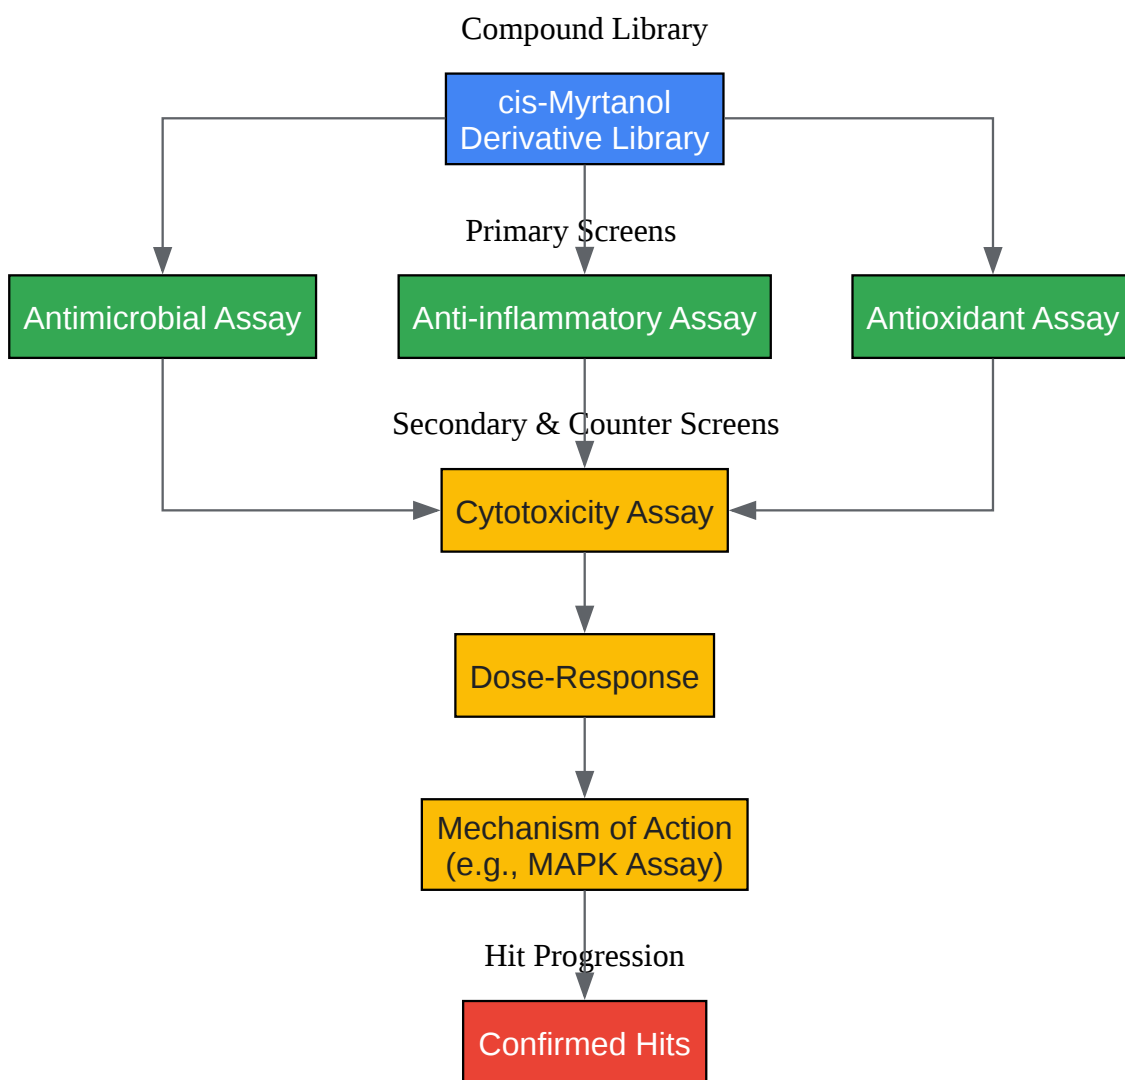 Compound Library
cis-Myrtanol
Derivative Library
Primary Screens
Antimicrobial Assay
Anti-inflammatory Assay
Antioxidant Assay
Secondary & Counter Screens
Cytotoxicity Assay
Dose-Response
Mechanism of Action
(e.g., MAPK Assay)
Hit Progression
Confirmed Hits